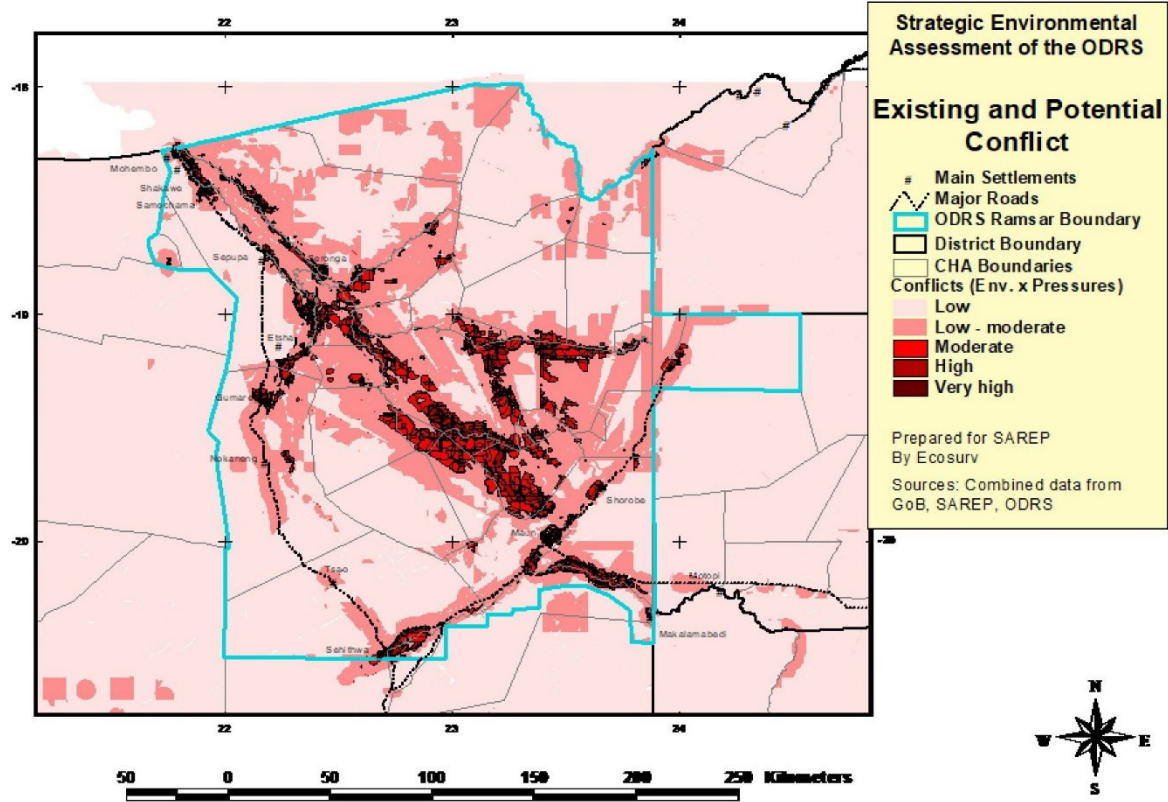 22 23 24
Strategic Environmental
Assessment of the ODRS
Existing and Potential
Conflict
# Main Settlements
Major Roads
ODRS Ramsar Boundary
District Boundary
CHA Boundaries
Conflicts (Env. x Pressures)
Low
Low - moderate
Moderate
High
Very high
Prepared for SAREP
By Ecosurv
Sources: Combined data from
GoB, SAREP, ODRS
Mohembo
Shakawe
Samochama
Sepupa
Seronga
-19
Etsha
Gumare
Nokaneng
Shorobe
Maun
-20
Tsao
Motopi
Makalamabedi
Sehithwa
22 23 24
N
W E
S
50 0 50 100 150 200 250 Kilometers